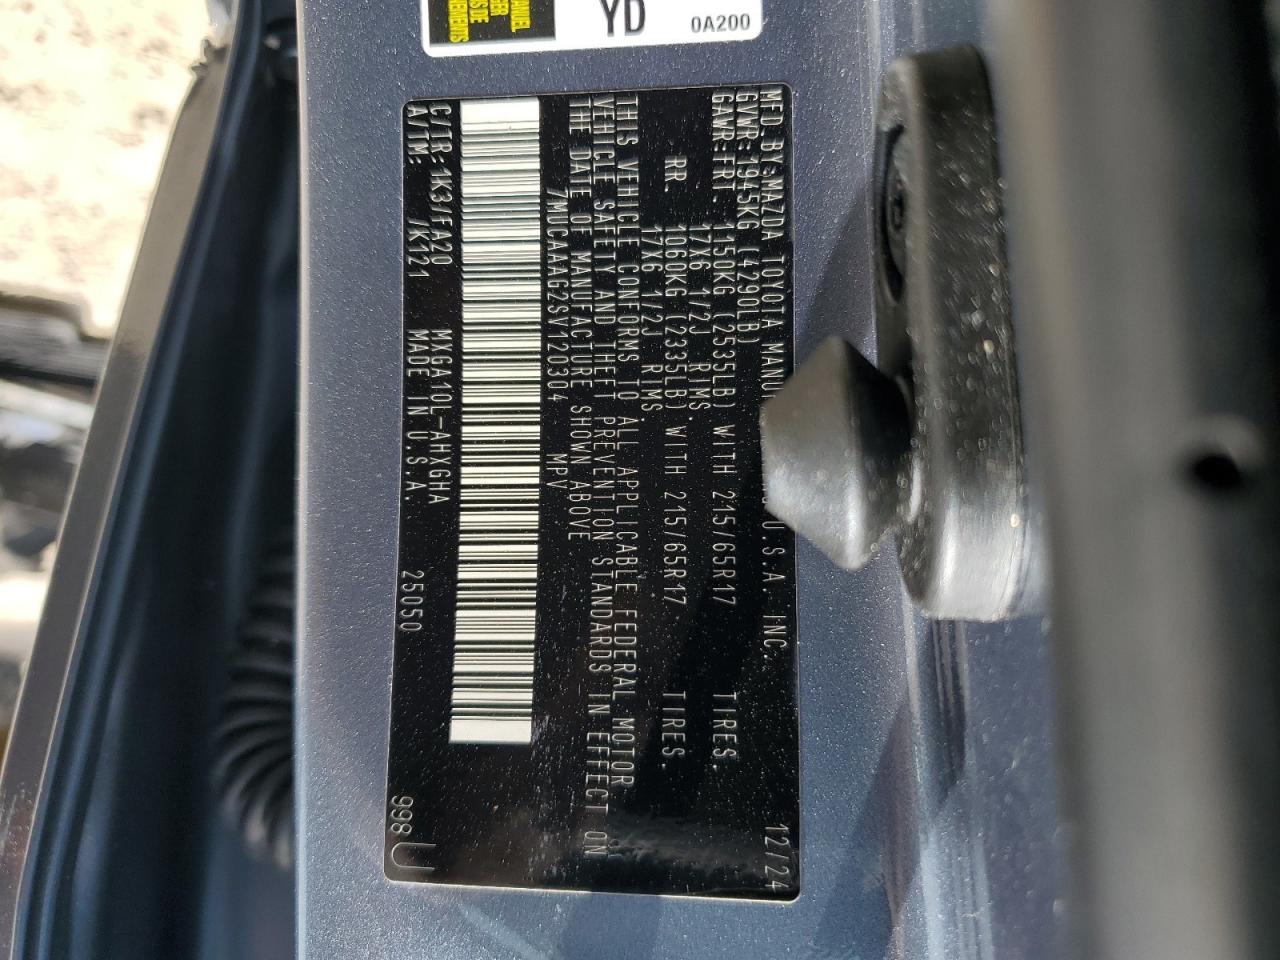 YD
0A200
MFD.BY:MAZDA TOYOTA MANU U.S.A. INC. 12/24
GVWR:1945KG (4290LB)
GAWR:FRT. 1150KG (2535LB) WITH 215/65R17 TIRES.
17X6 1/2J RIMS.
RR. 1060KG (2335LB) WITH 215/65R17 TIRES.
17X6 1/2J RIMS
THIS VEHICLE CONFORMS TO ALL APPLICABLE FEDERAL MOTOR
VEHICLE SAFETY AND THEFT PREVENTION STANDARDS IN EFFECT ON
THE DATE OF MANUFACTURE SHOWN ABOVE
7MUCAAAG2SV120304 MPV
C/TR: 1K3/FA20 MXGA10L-AHXGHA
A/TM: /K121 MADE IN U.S.A. 25050 998 U